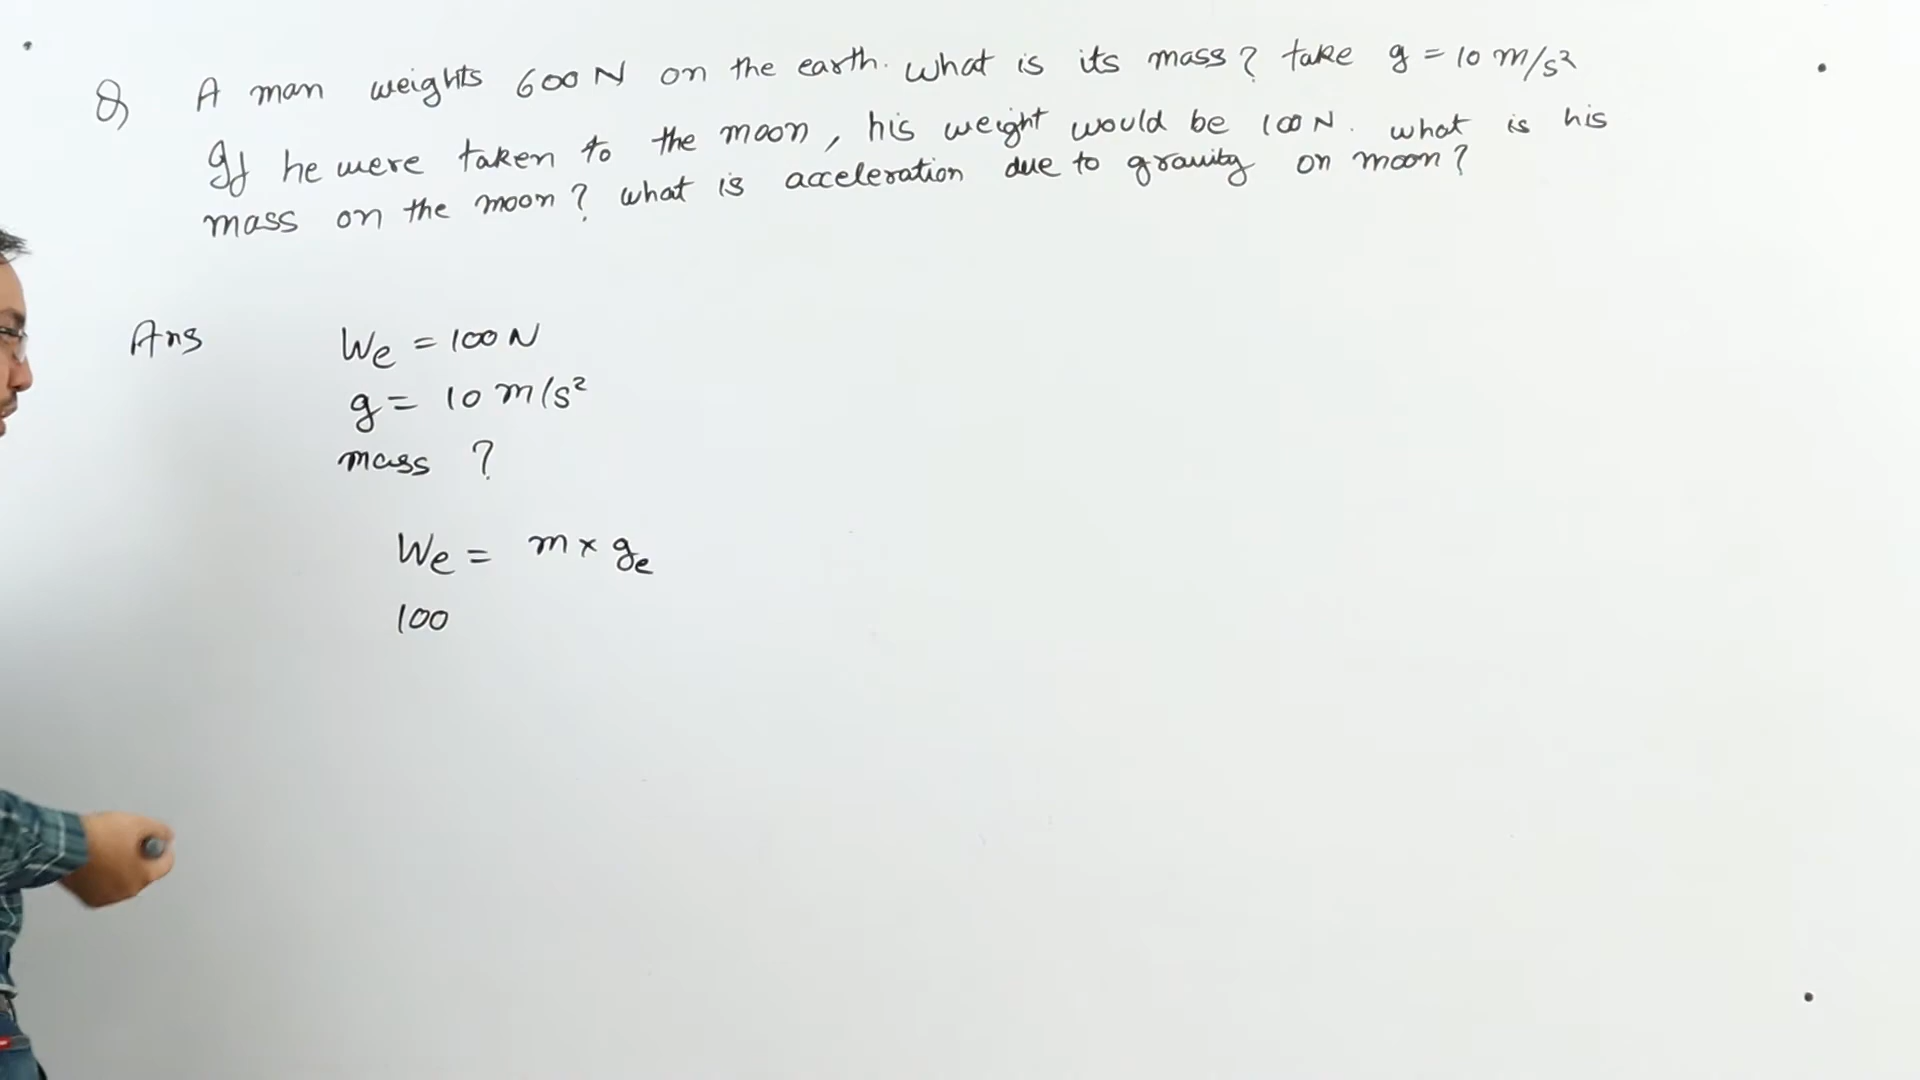 Q A man weights 600 N on the earth. What is its mass? take g = 10 m/s²
If he were taken to the moon, his weight would be 100 N. what is his
mass on the moon? what is acceleration due to gravity on moon?
Ans We = 100 N
g = 10 m/s²
mass ?
We = m × ge
100